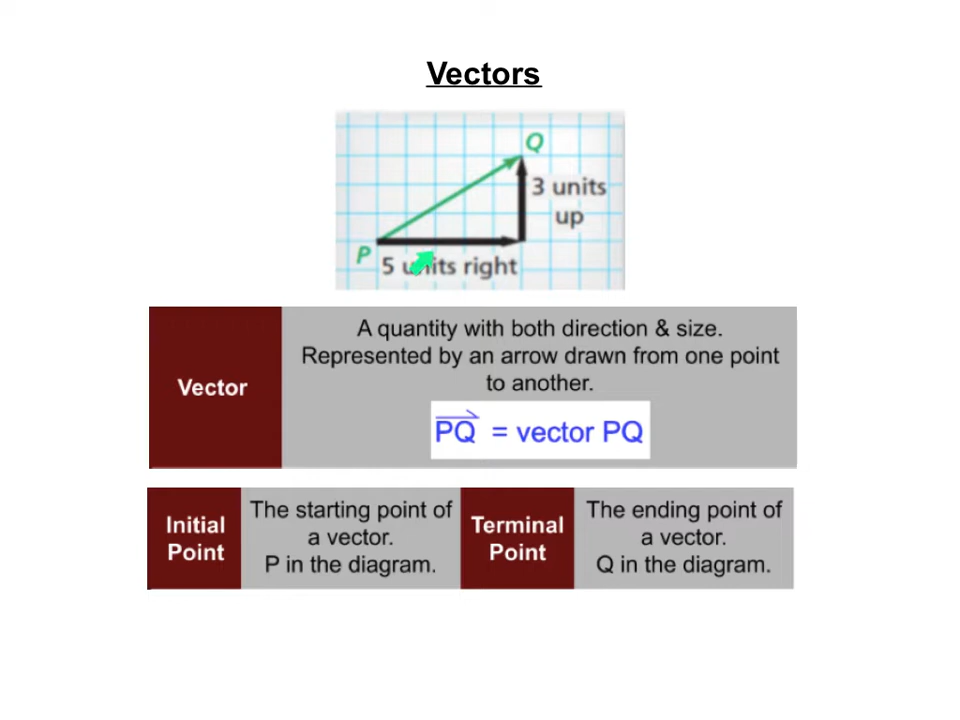 Vectors
Q
3 units
up
P
5 units right
Vector
A quantity with both direction & size.
Represented by an arrow drawn from one point
to another.
PQ = vector PQ
Initial
Point
The starting point of
a vector.
P in the diagram.
Terminal
Point
The ending point of
a vector.
Q in the diagram.